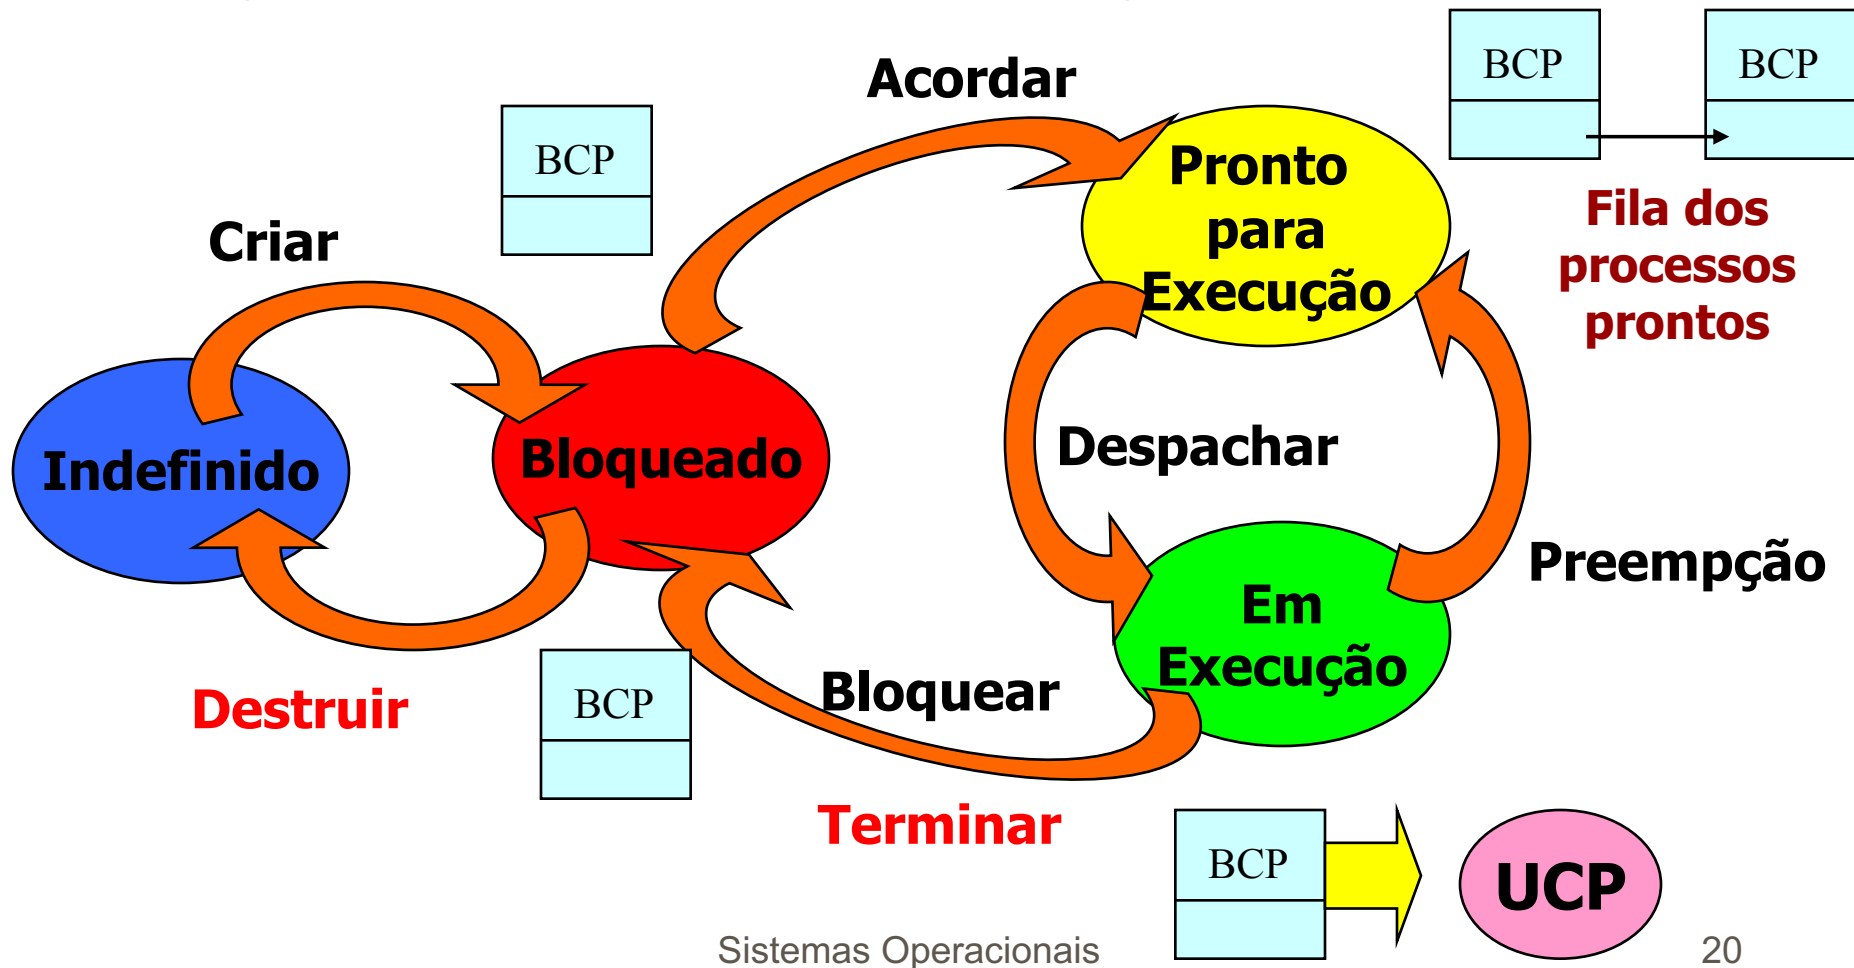 BCP
BCP
Acordar
BCP
Pronto
para
Execução
Fila dos
processos
prontos
Criar
Indefinido
Bloqueado
Despachar
Preempção
Em
Execução
Destruir
BCP
Bloquear
Terminar
BCP
UCP
Sistemas Operacionais
20